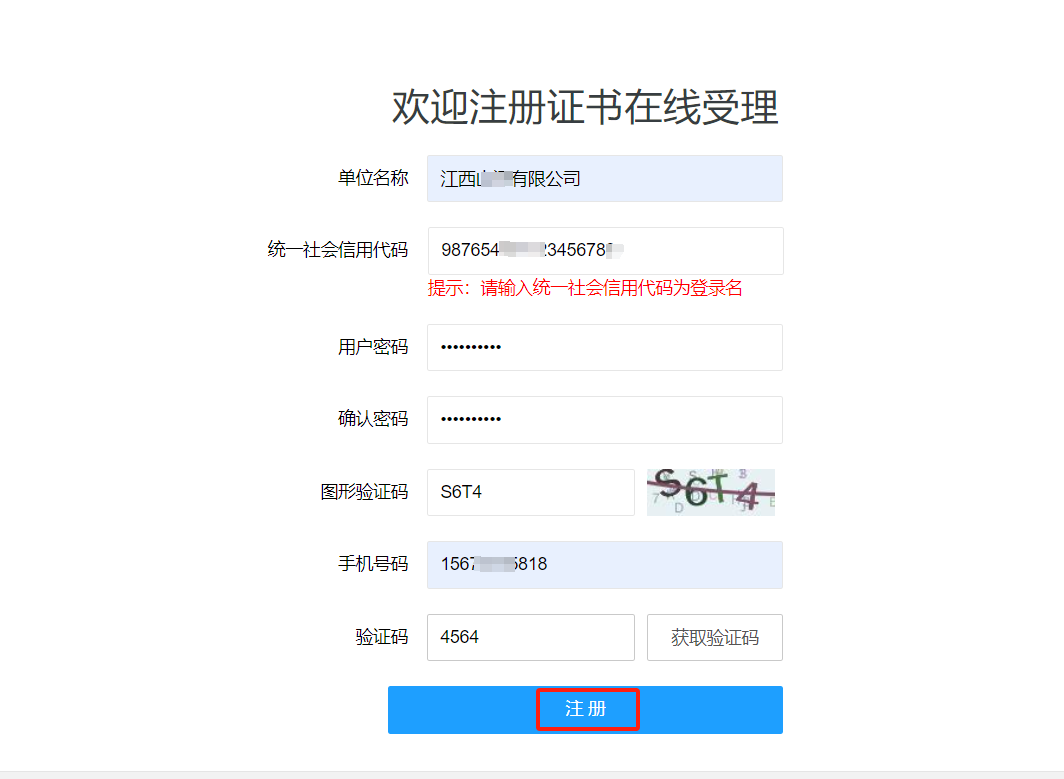 欢迎注册证书在线受理
单位名称 江西 有限公司
统一社会信用代码 987654 2345678
提示：请输入统一社会信用代码为登录名
用户密码 ••••••••••
确认密码 ••••••••••
图形验证码 S6T4 S6T4
手机号码 1567 5818
验证码 4564 获取验证码
注 册